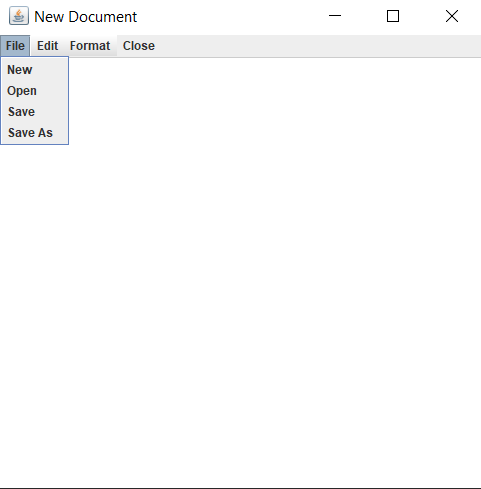 New Document
File Edit Format Close
New
Open
Save
Save As